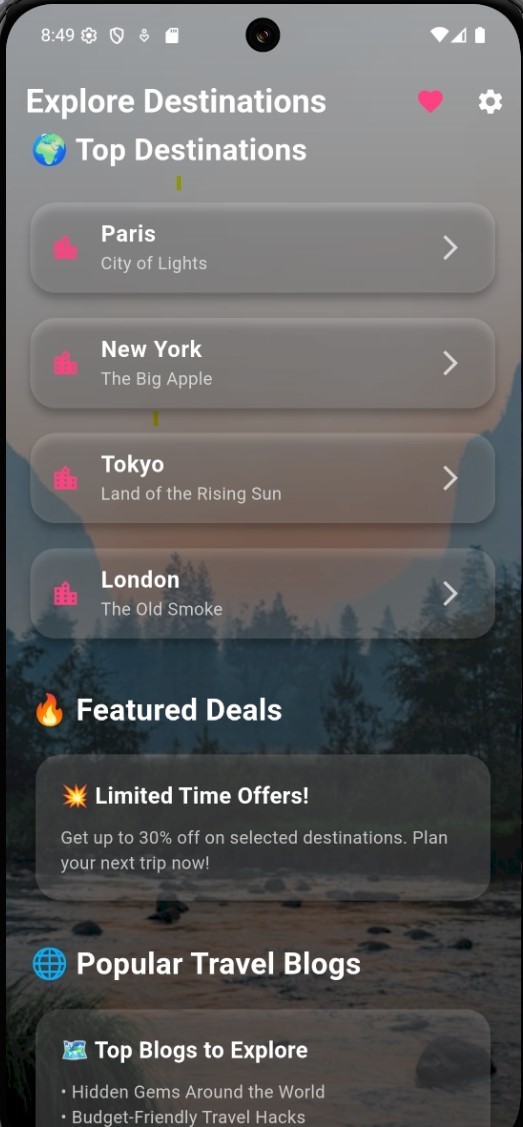 8:49
Explore Destinations
🌍 Top Destinations
Paris
City of Lights
New York
The Big Apple
Tokyo
Land of the Rising Sun
London
The Old Smoke
🔥 Featured Deals
💥 Limited Time Offers!
Get up to 30% off on selected destinations. Plan
your next trip now!
🌐 Popular Travel Blogs
🗺️ Top Blogs to Explore
• Hidden Gems Around the World
• Budget-Friendly Travel Hacks